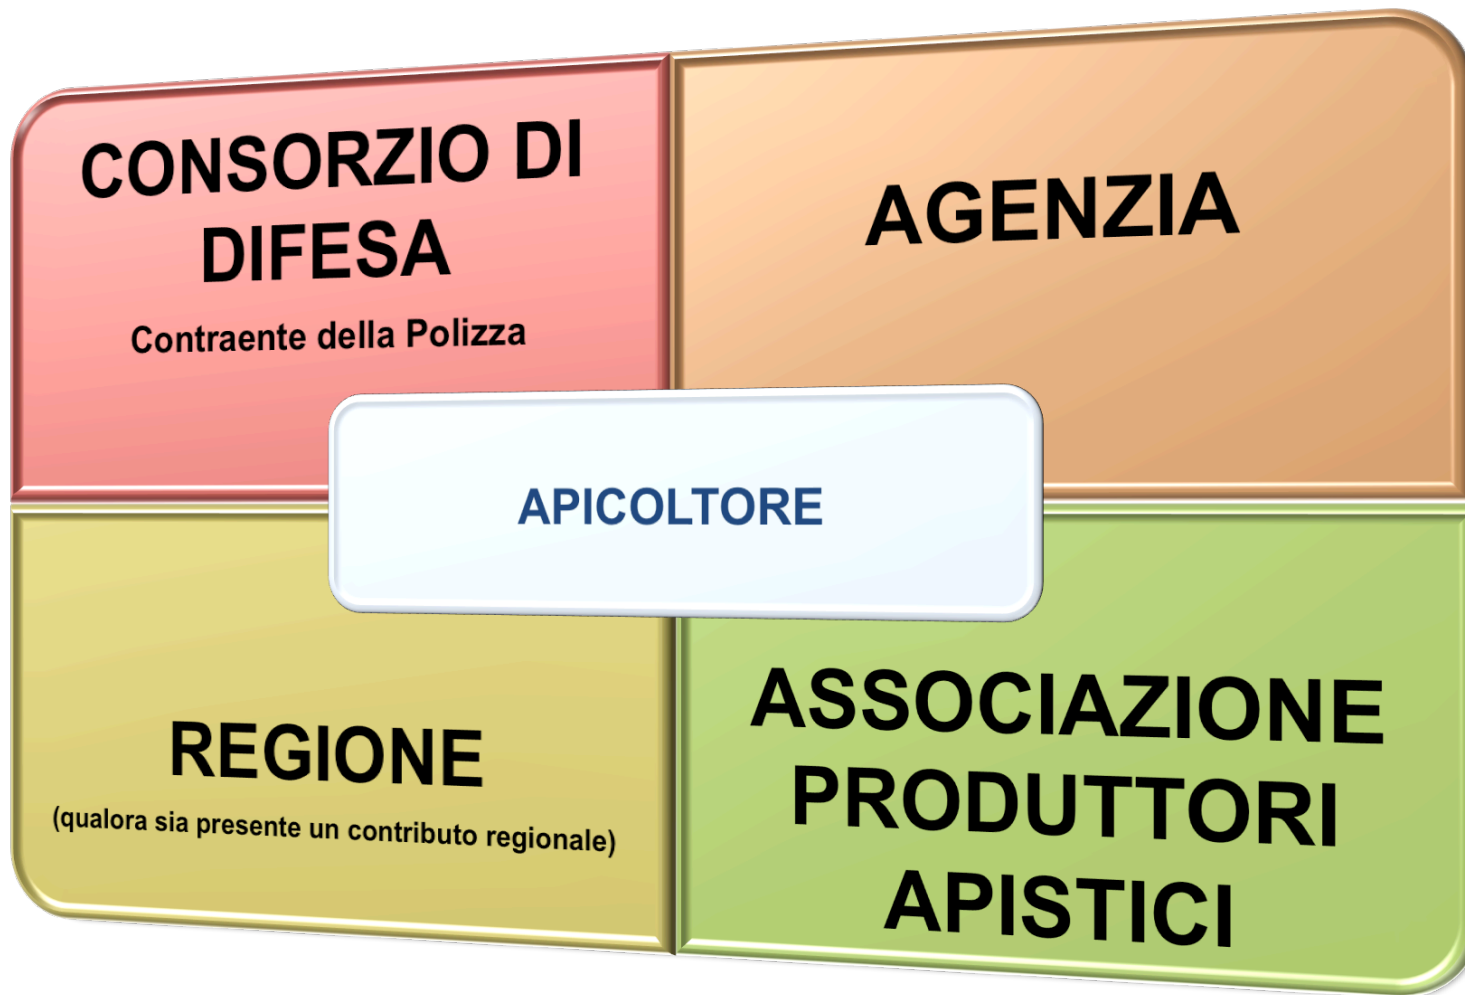 CONSORZIO DI
DIFESA
Contraente della Polizza
AGENZIA
APICOLTORE
REGIONE
(qualora sia presente un contributo regionale)
ASSOCIAZIONE
PRODUTTORI
APISTICI